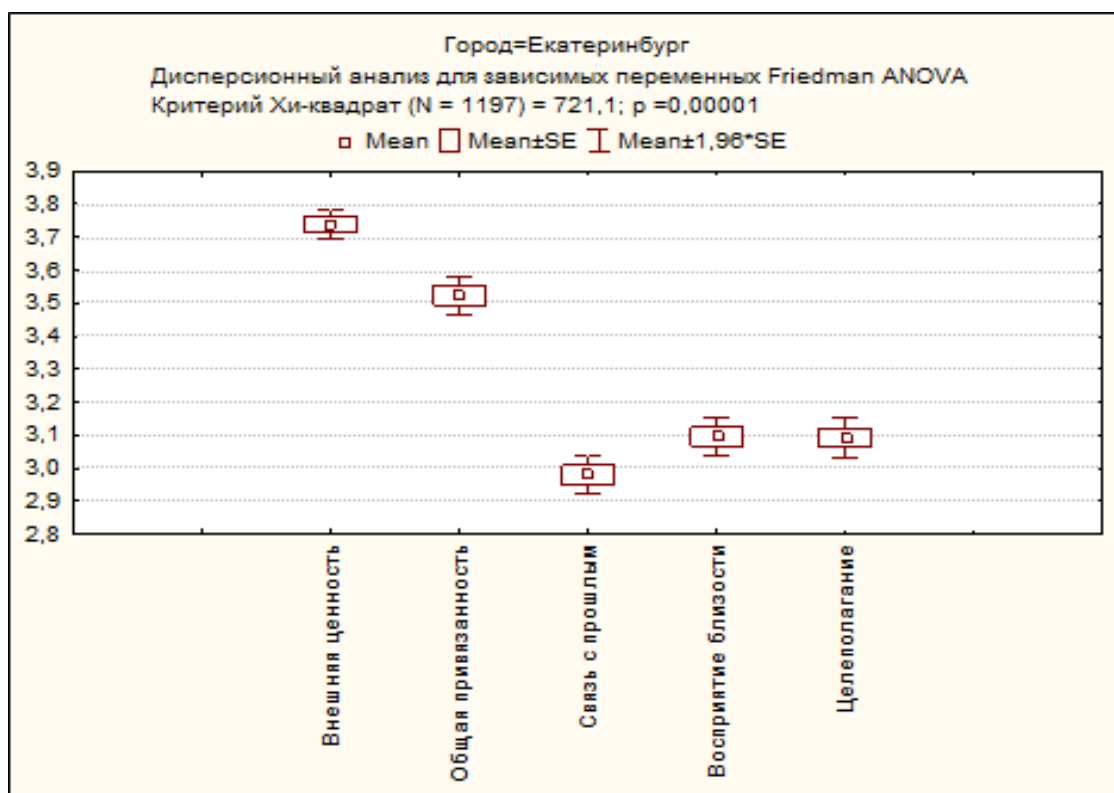 Город=Екатеринбург
Дисперсионный анализ для зависимых переменных Friedman ANOVA
Критерий Хи-квадрат (N = 1197) = 721,1; p =0,00001
Mean Mean±SE Mean±1,96*SE
3,9
3,8
3,7
3,6
3,5
3,4
3,3
3,2
3,1
3,0
2,9
2,8
Внешняя ценность
Общая привязанность
Связь с прошлым
Восприятие близости
Целеполагание